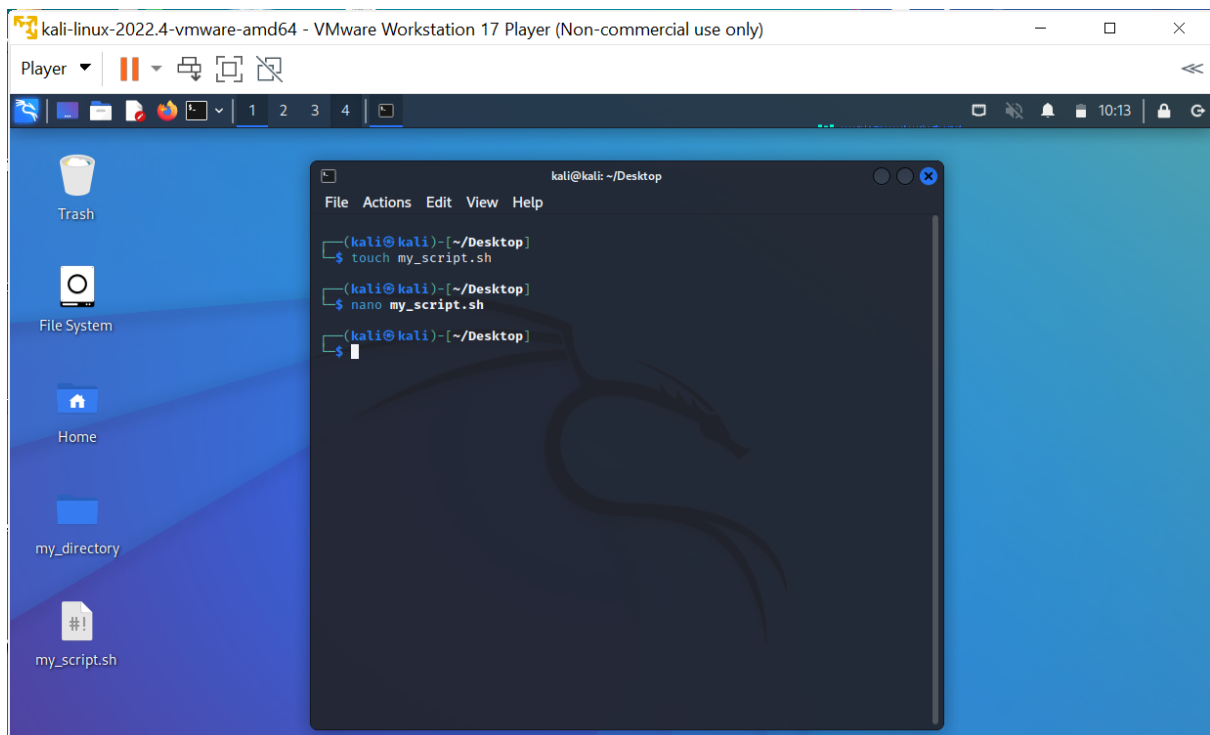 kali-linux-2022.4-vmware-amd64 - VMware Workstation 17 Player (Non-commercial use only)
Player
1 2 3 4
10:13
Trash
File System
Home
my_directory
#!
my_script.sh
kali@kali: ~/Desktop
File Actions Edit View Help
┌──(kali㉿kali)-[~/Desktop]
└─$ touch my_script.sh
┌──(kali㉿kali)-[~/Desktop]
└─$ nano my_script.sh
┌──(kali㉿kali)-[~/Desktop]
└─$